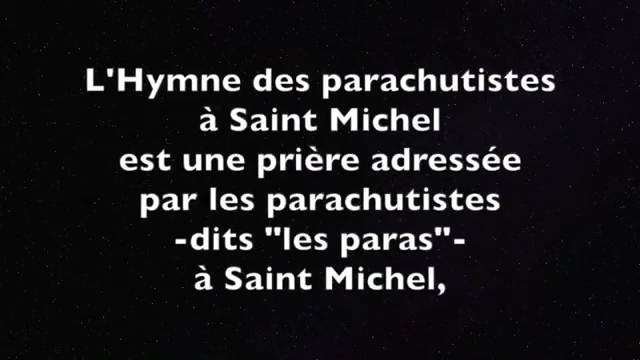 L'Hymne des parachutistes
à Saint Michel
est une prière adressée
par les parachutistes
-dits "les paras"-
à Saint Michel,